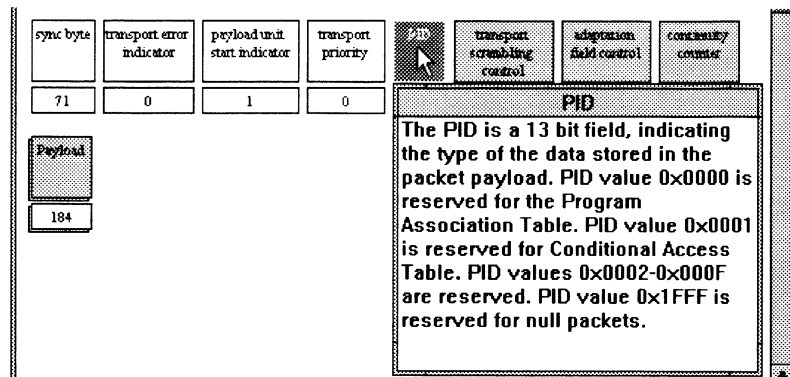 sync byte
transport error
indicator
payload unit
start indicator
transport
priority
PID
transport
scrambling
control
adaptation
field control
continuity
counter
71
0
1
0
PID
The PID is a 13 bit field, indicating
the type of the data stored in the
packet payload. PID value 0x0000 is
reserved for the Program
Association Table. PID value 0x0001
is reserved for Conditional Access
Table. PID values 0x0002-0x000F
are reserved. PID value 0x1FFF is
reserved for null packets.
Payload
184